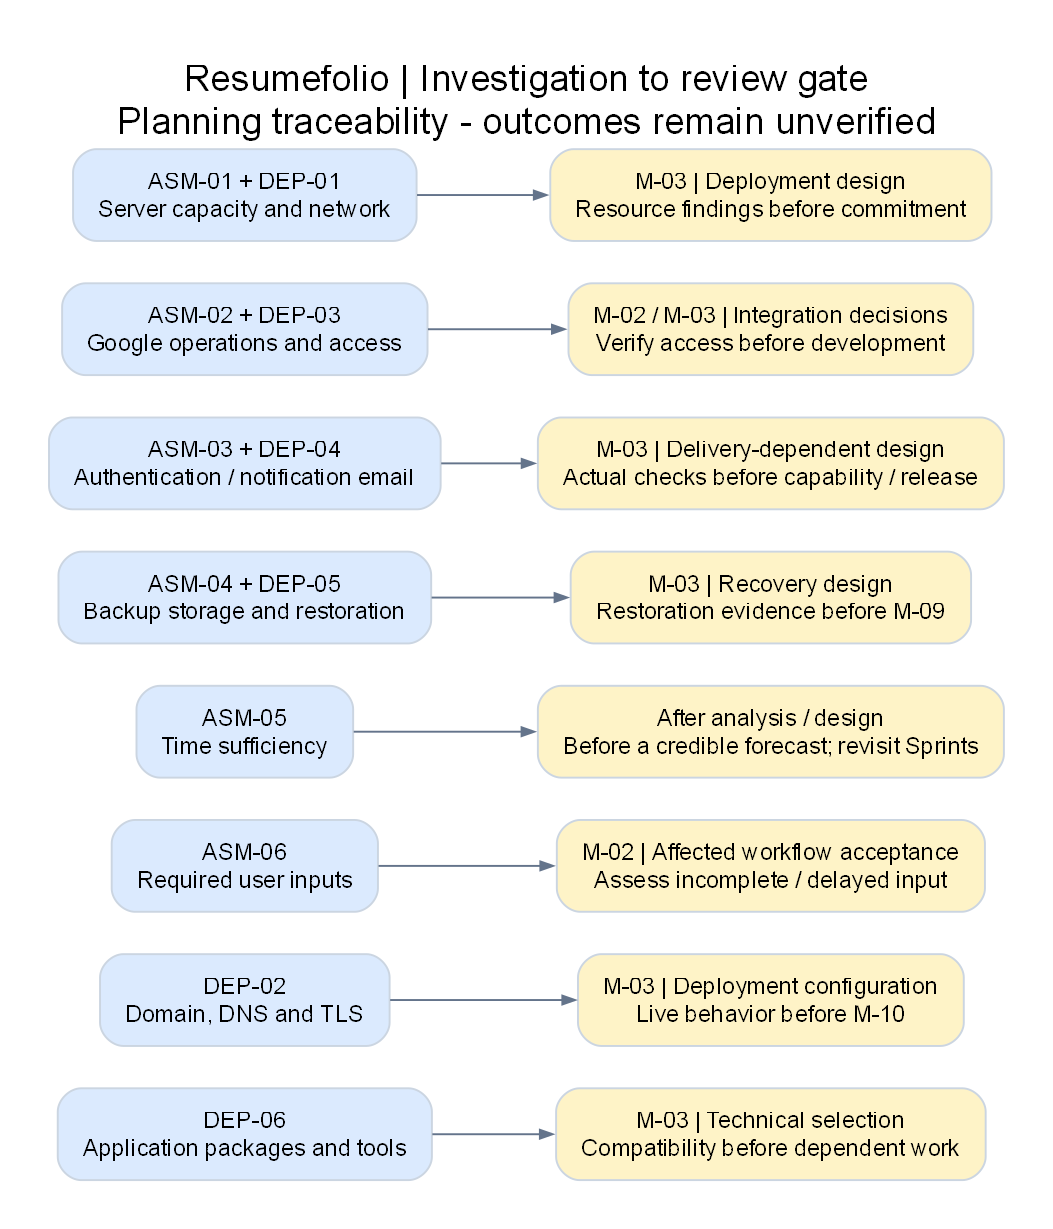 Resumefolio | Investigation to review gate
Planning traceability - outcomes remain unverified
ASM-01 + DEP-01
Server capacity and network
M-03 | Deployment design
Resource findings before commitment
ASM-02 + DEP-03
Google operations and access
M-02 / M-03 | Integration decisions
Verify access before development
ASM-03 + DEP-04
Authentication / notification email
M-03 | Delivery-dependent design
Actual checks before capability / release
ASM-04 + DEP-05
Backup storage and restoration
M-03 | Recovery design
Restoration evidence before M-09
ASM-05
Time sufficiency
After analysis / design
Before a credible forecast; revisit Sprints
ASM-06
Required user inputs
M-02 | Affected workflow acceptance
Assess incomplete / delayed input
DEP-02
Domain, DNS and TLS
M-03 | Deployment configuration
Live behavior before M-10
DEP-06
Application packages and tools
M-03 | Technical selection
Compatibility before dependent work